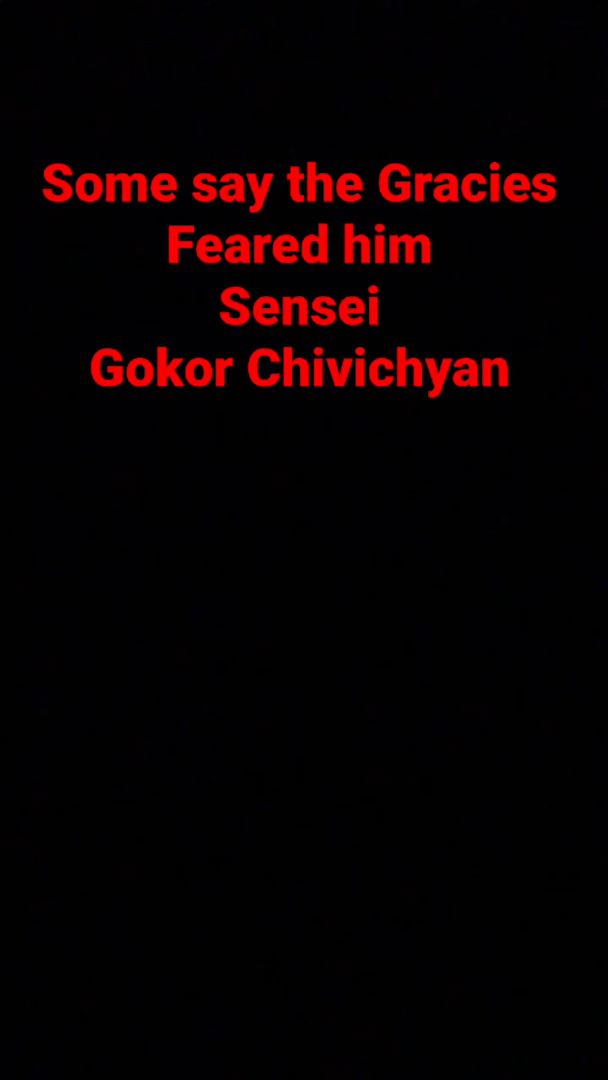 Some say the Gracies
Feared him
Sensei
Gokor Chivichyan